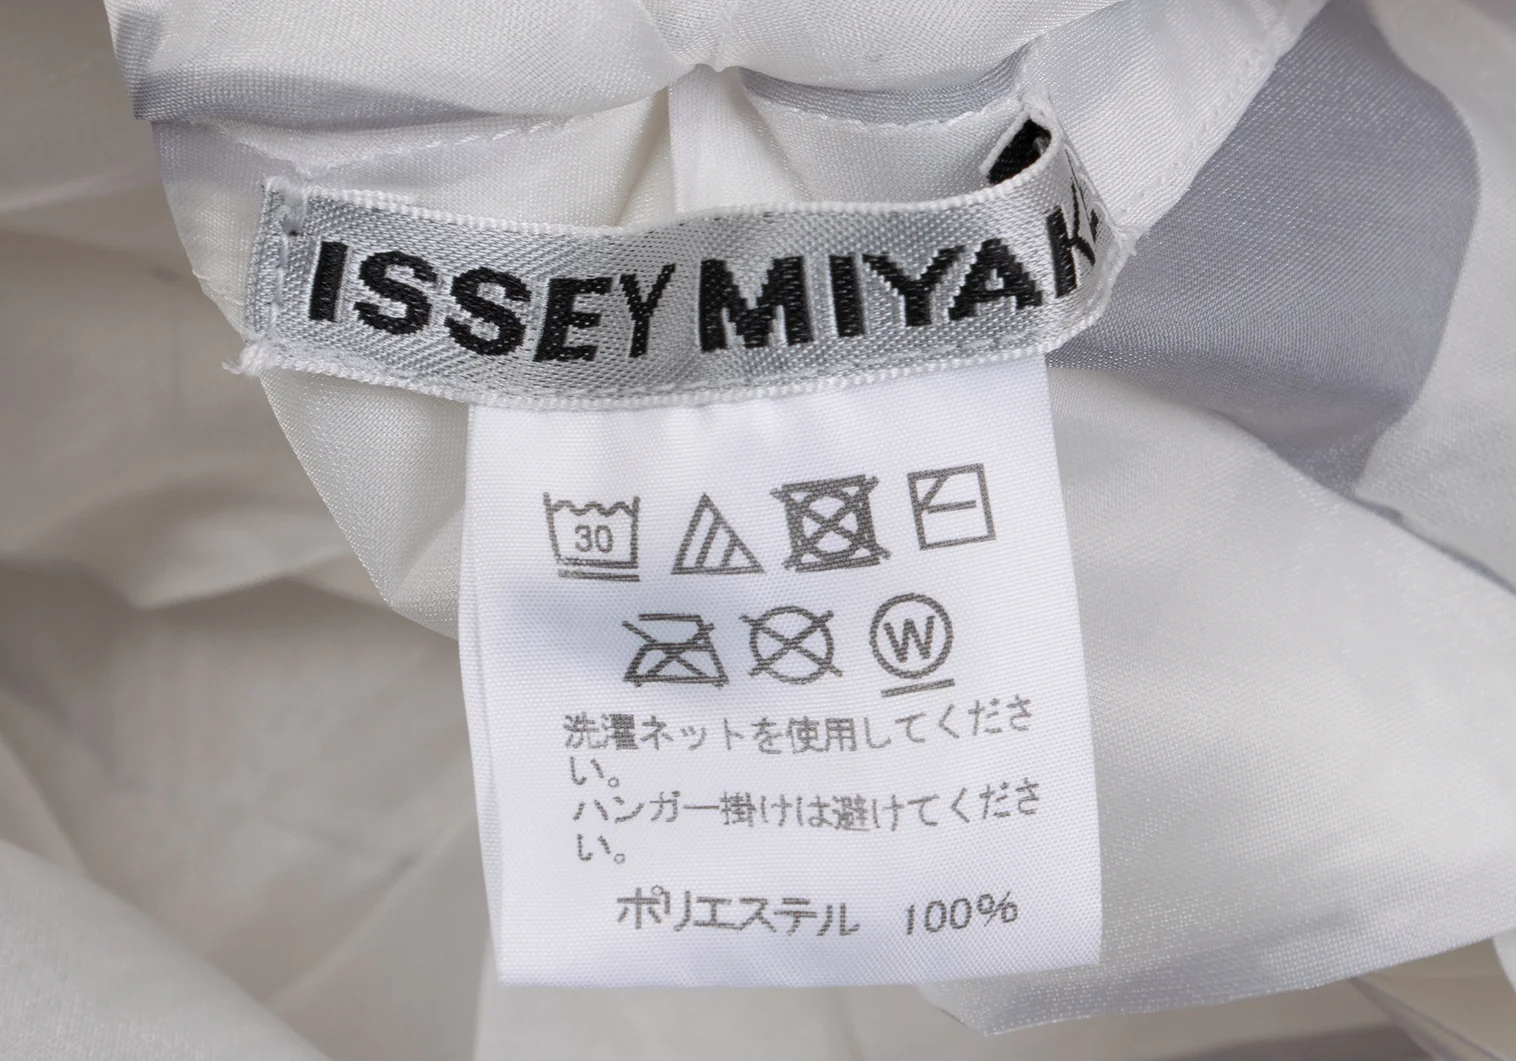 ISSEY MIYAK
30
W
洗濯ネットを使用してくださ
い。
ハンガー掛けは避けてくださ
い。
ポリエステル 100%